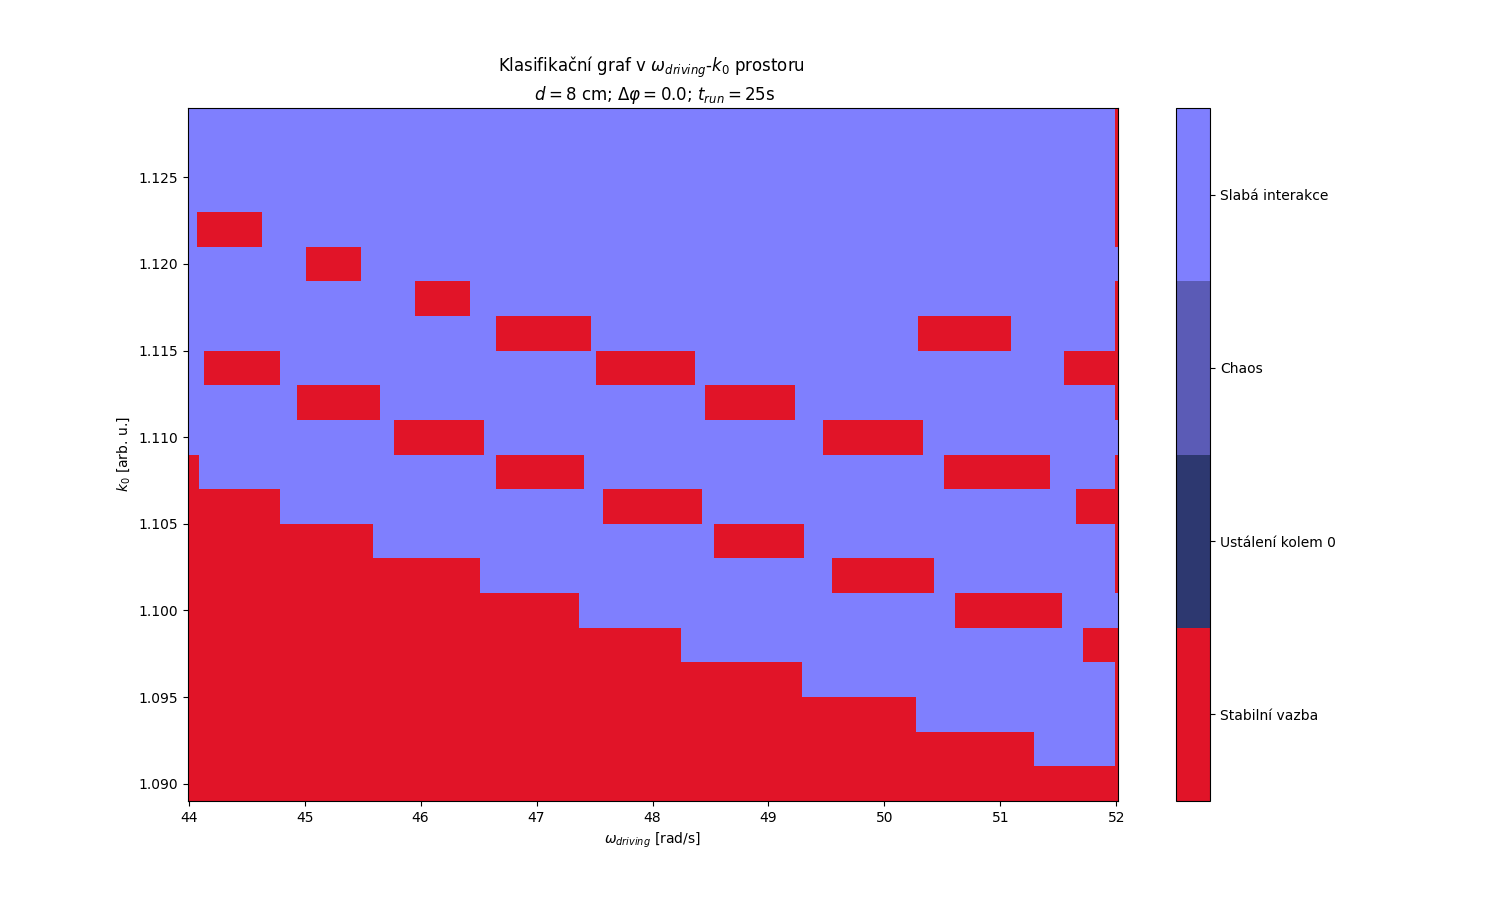 Klasifikační graf v ω_driving-k₀ prostoru
d = 8 cm; Δφ = 0.0; t_run = 25s
1.125
1.120
1.115
1.110
1.105
1.100
1.095
1.090
k₀ [arb. u.]
44 45 46 47 48 49 50 51 52
ω_driving [rad/s]
Slabá interakce
Chaos
Ustálení kolem 0
Stabilní vazba